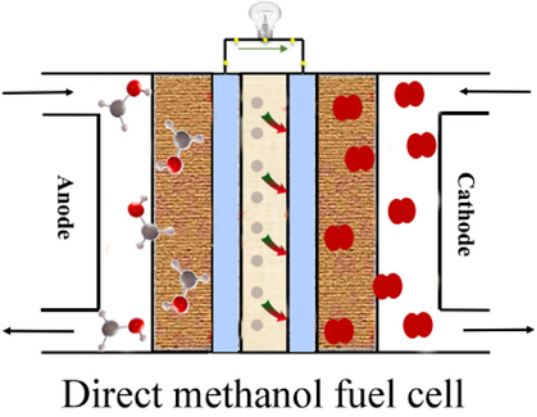 Anode
Cathode
Direct methanol fuel cell